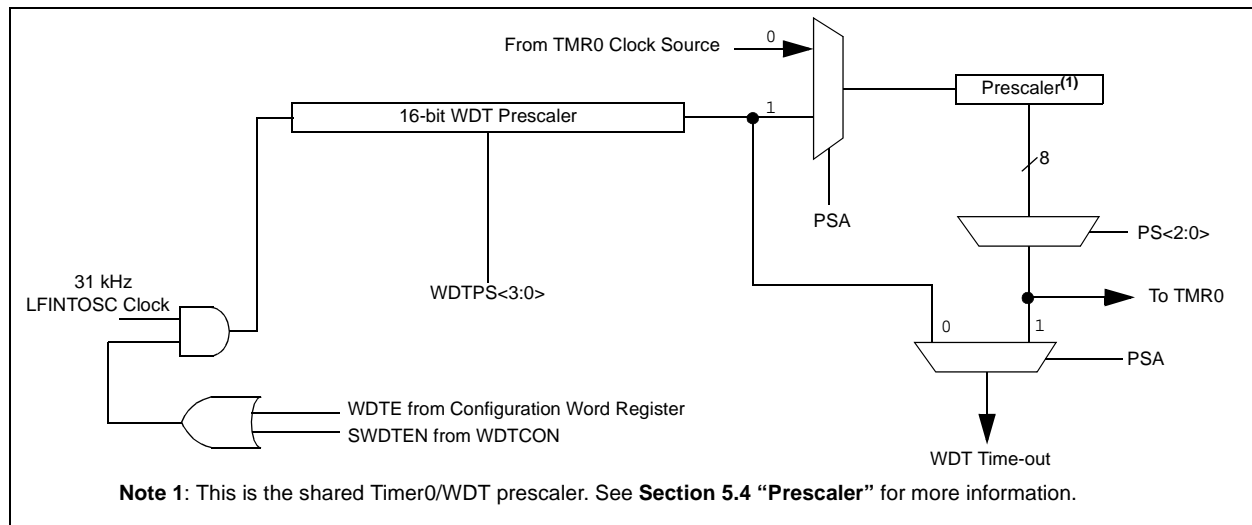 0
From TMR0 Clock Source
Prescaler(1)
16-bit WDT Prescaler
1
8
PSA
PS<2:0>
31 kHz
LFINTOSC Clock
WDTPS<3:0>
To TMR0
0
1
PSA
WDTE from Configuration Word Register
SWDTEN from WDTCON
WDT Time-out
Note 1: This is the shared Timer0/WDT prescaler. See Section 5.4 “Prescaler” for more information.